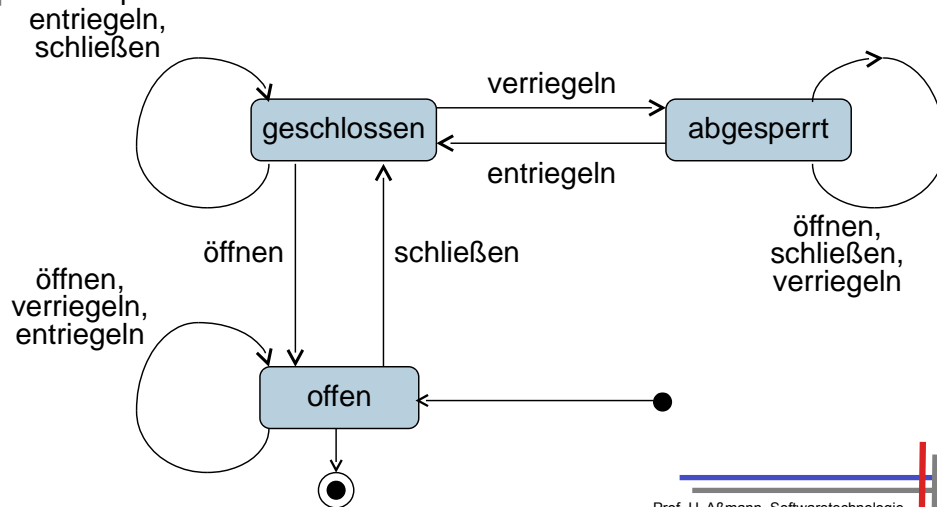 entriegeln,
schließen
verriegeln
geschlossen
abgesperrt
entriegeln
öffnen
schließen
öffnen,
schließen,
verriegeln
öffnen,
verriegeln,
entriegeln
offen